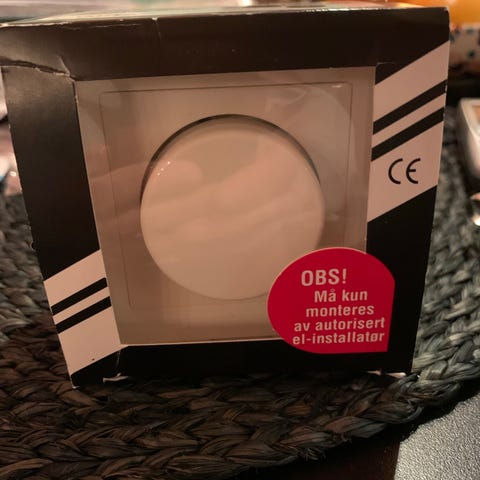 CE
OBS!
Må kun
monteres
av autorisert
el-installatør